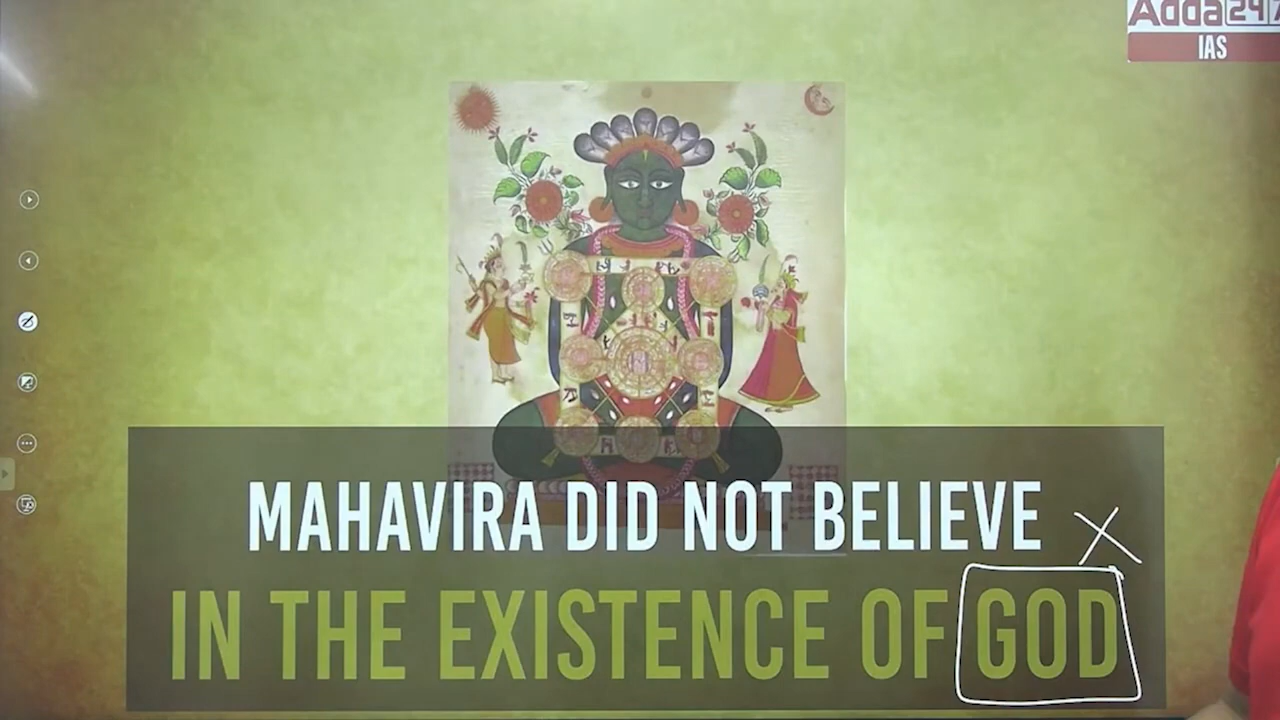 Adda247
IAS
MAHAVIRA DID NOT BELIEVE
IN THE EXISTENCE OF GOD